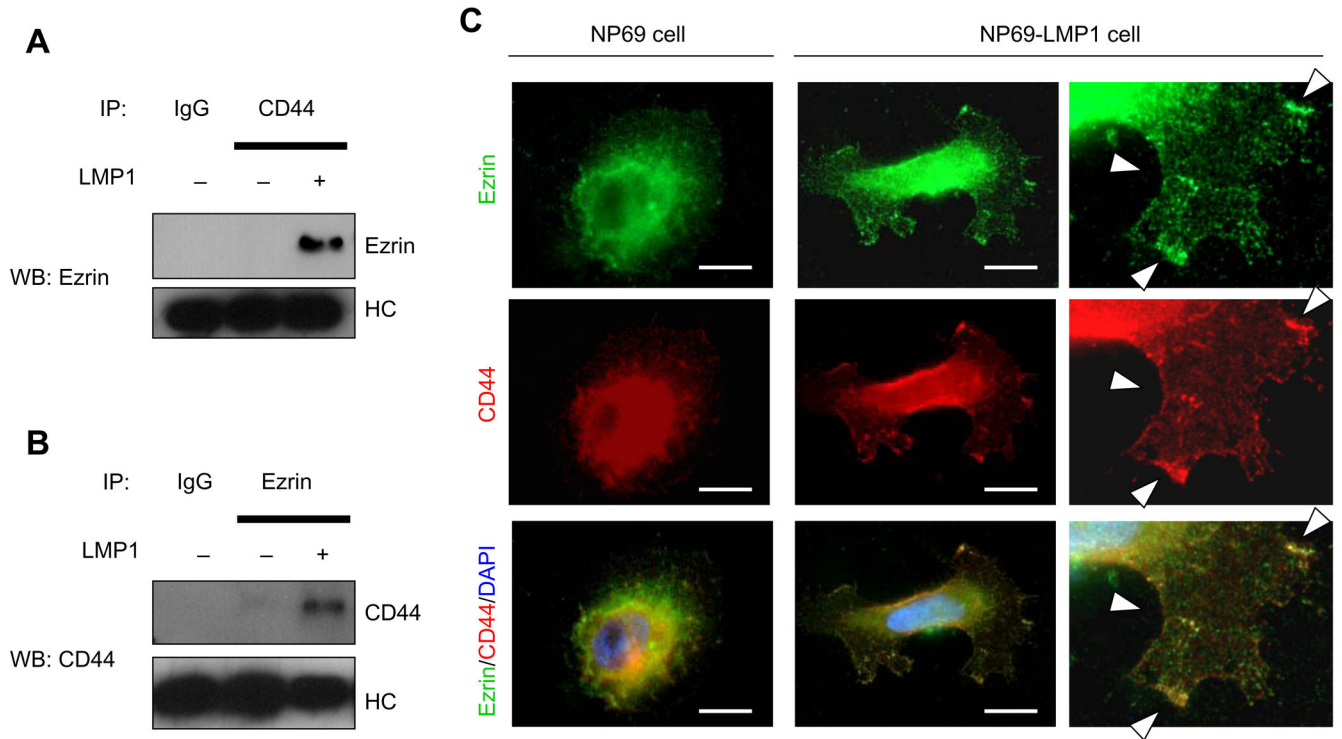 A
IP: IgG CD44
LMP1 – – +
WB: Ezrin
Ezrin
HC
B
IP: IgG Ezrin
LMP1 – – +
WB: CD44
CD44
HC
C
NP69 cell NP69-LMP1 cell
Ezrin
CD44
Ezrin/CD44/DAPI